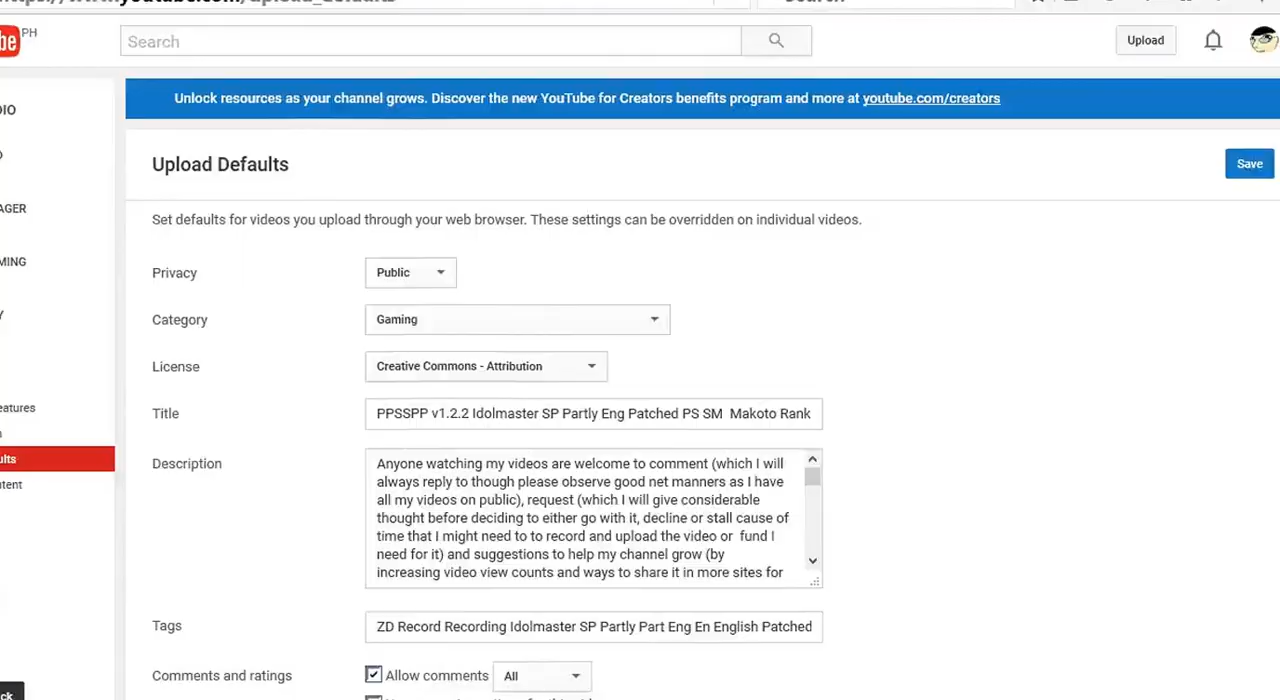 be PH
Search
Upload
Unlock resources as your channel grows. Discover the new YouTube for Creators benefits program and more at youtube.com/creators
Upload Defaults
Save
Set defaults for videos you upload through your web browser. These settings can be overridden on individual videos.
Privacy
Public
Category
Gaming
License
Creative Commons - Attribution
Title
PPSSPP v1.2.2 Idolmaster SP Partly Eng Patched PS SM Makoto Rank
Description
Anyone watching my videos are welcome to comment (which I will
always reply to though please observe good net manners as I have
all my videos on public), request (which I will give considerable
thought before deciding to either go with it, decline or stall cause of
time that I might need to to record and upload the video or fund I
need for it) and suggestions to help my channel grow (by
increasing video view counts and ways to share it in more sites for
Tags
ZD Record Recording Idolmaster SP Partly Part Eng En English Patched
Comments and ratings
Allow comments
All